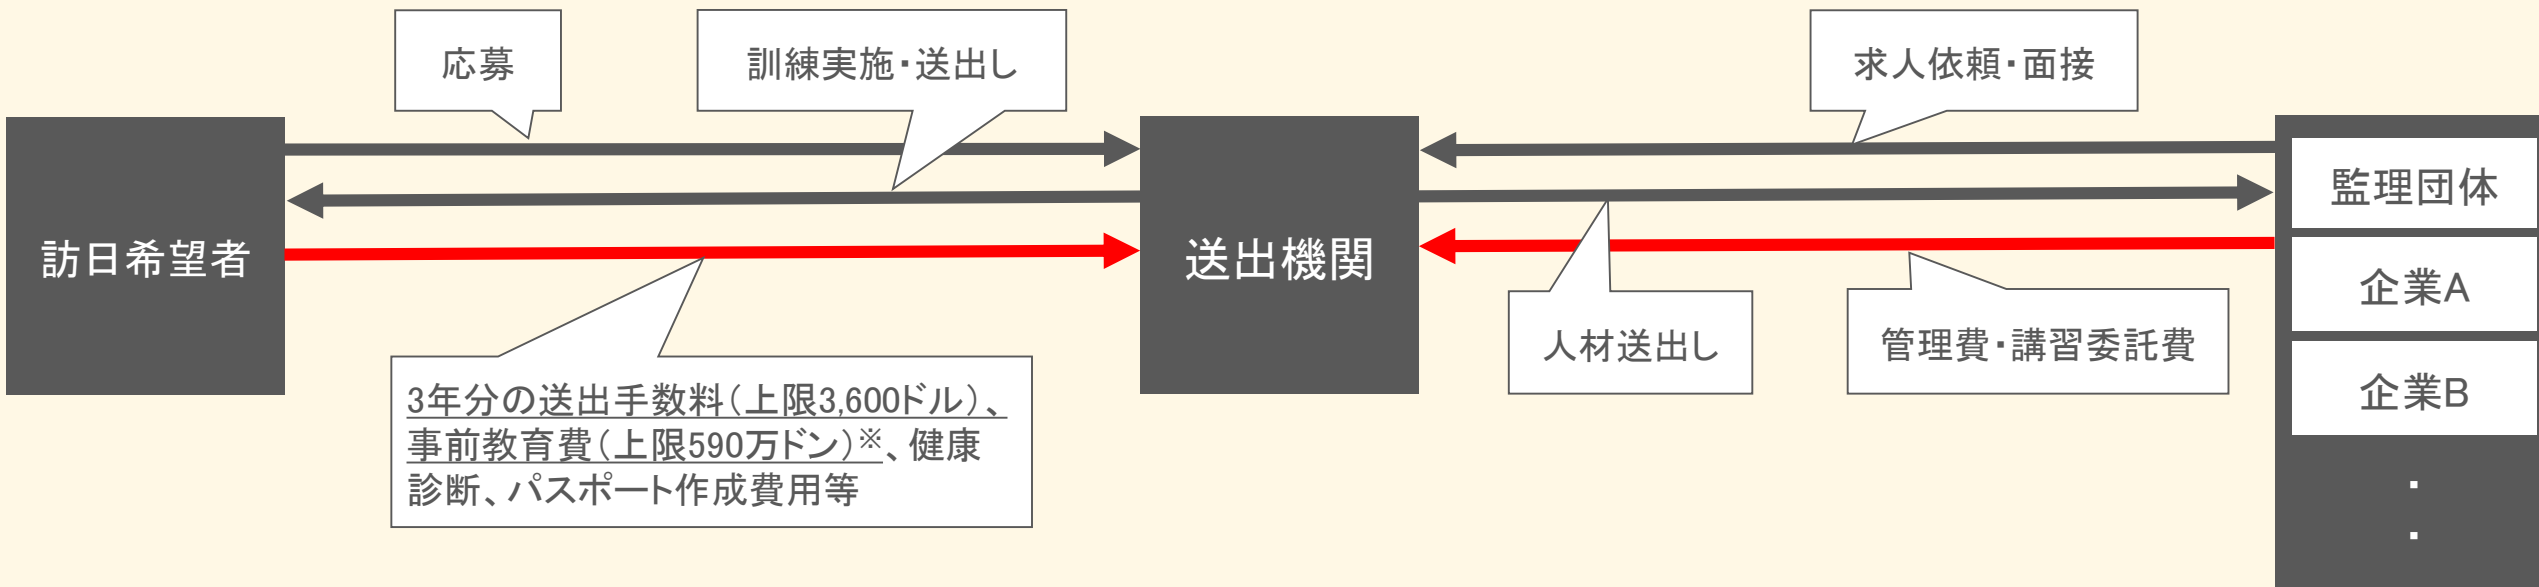 応募
訓練実施・送出し
求人依頼・面接
訪日希望者
送出機関
監理団体
企業A
企業B
・
・
3年分の送出手数料（上限3,600ドル）、
事前教育費（上限590万ドン）※、健康
診断、パスポート作成費用等
人材送出し
管理費・講習委託費